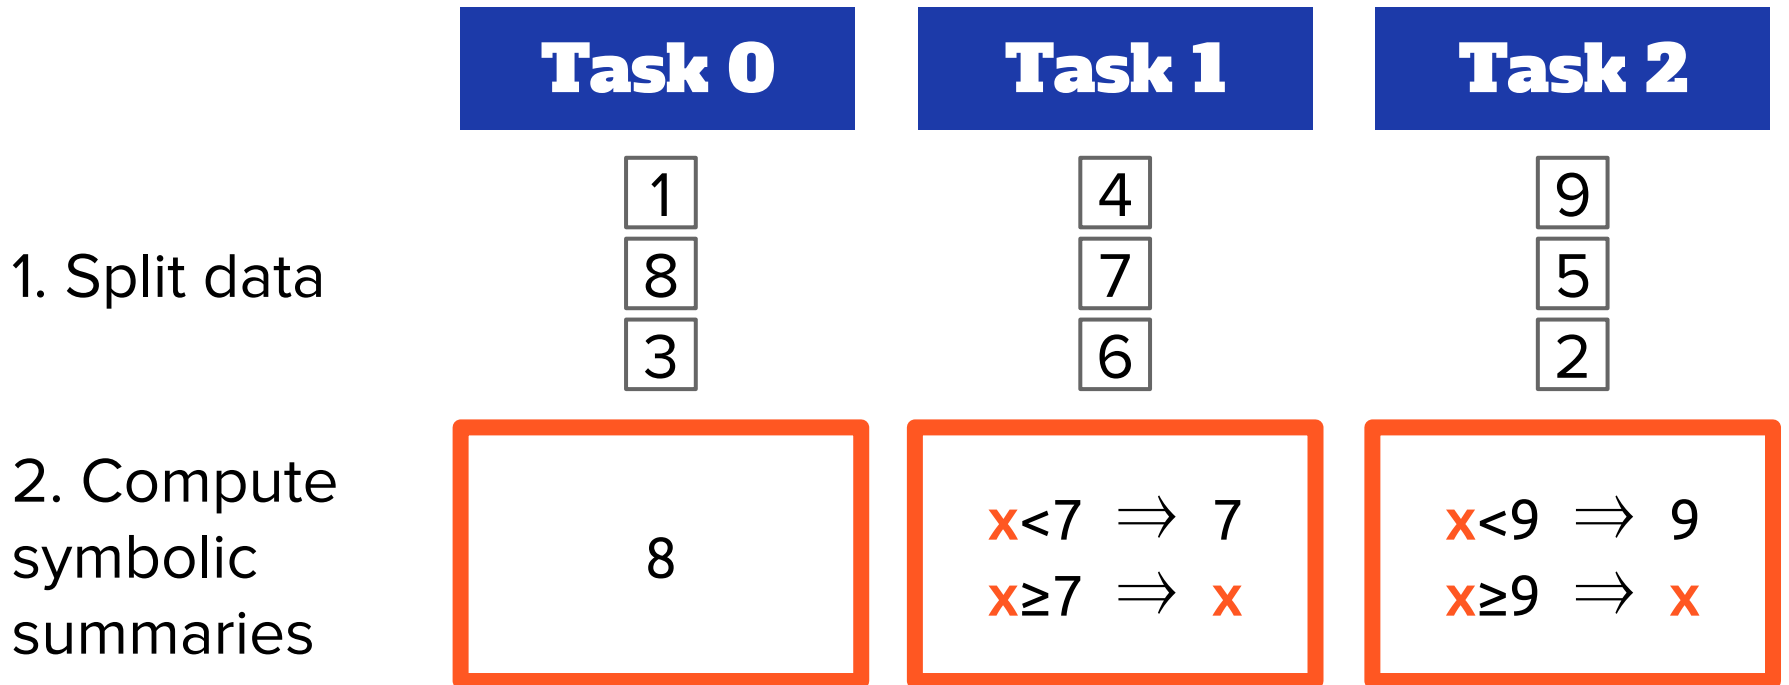 Task 0 Task 1 Task 2
1 4 9
1. Split data 8 7 5
3 6 2
2. Compute
symbolic
summaries
8
x<7 ⇒ 7
x≥7 ⇒ x
x<9 ⇒ 9
x≥9 ⇒ x